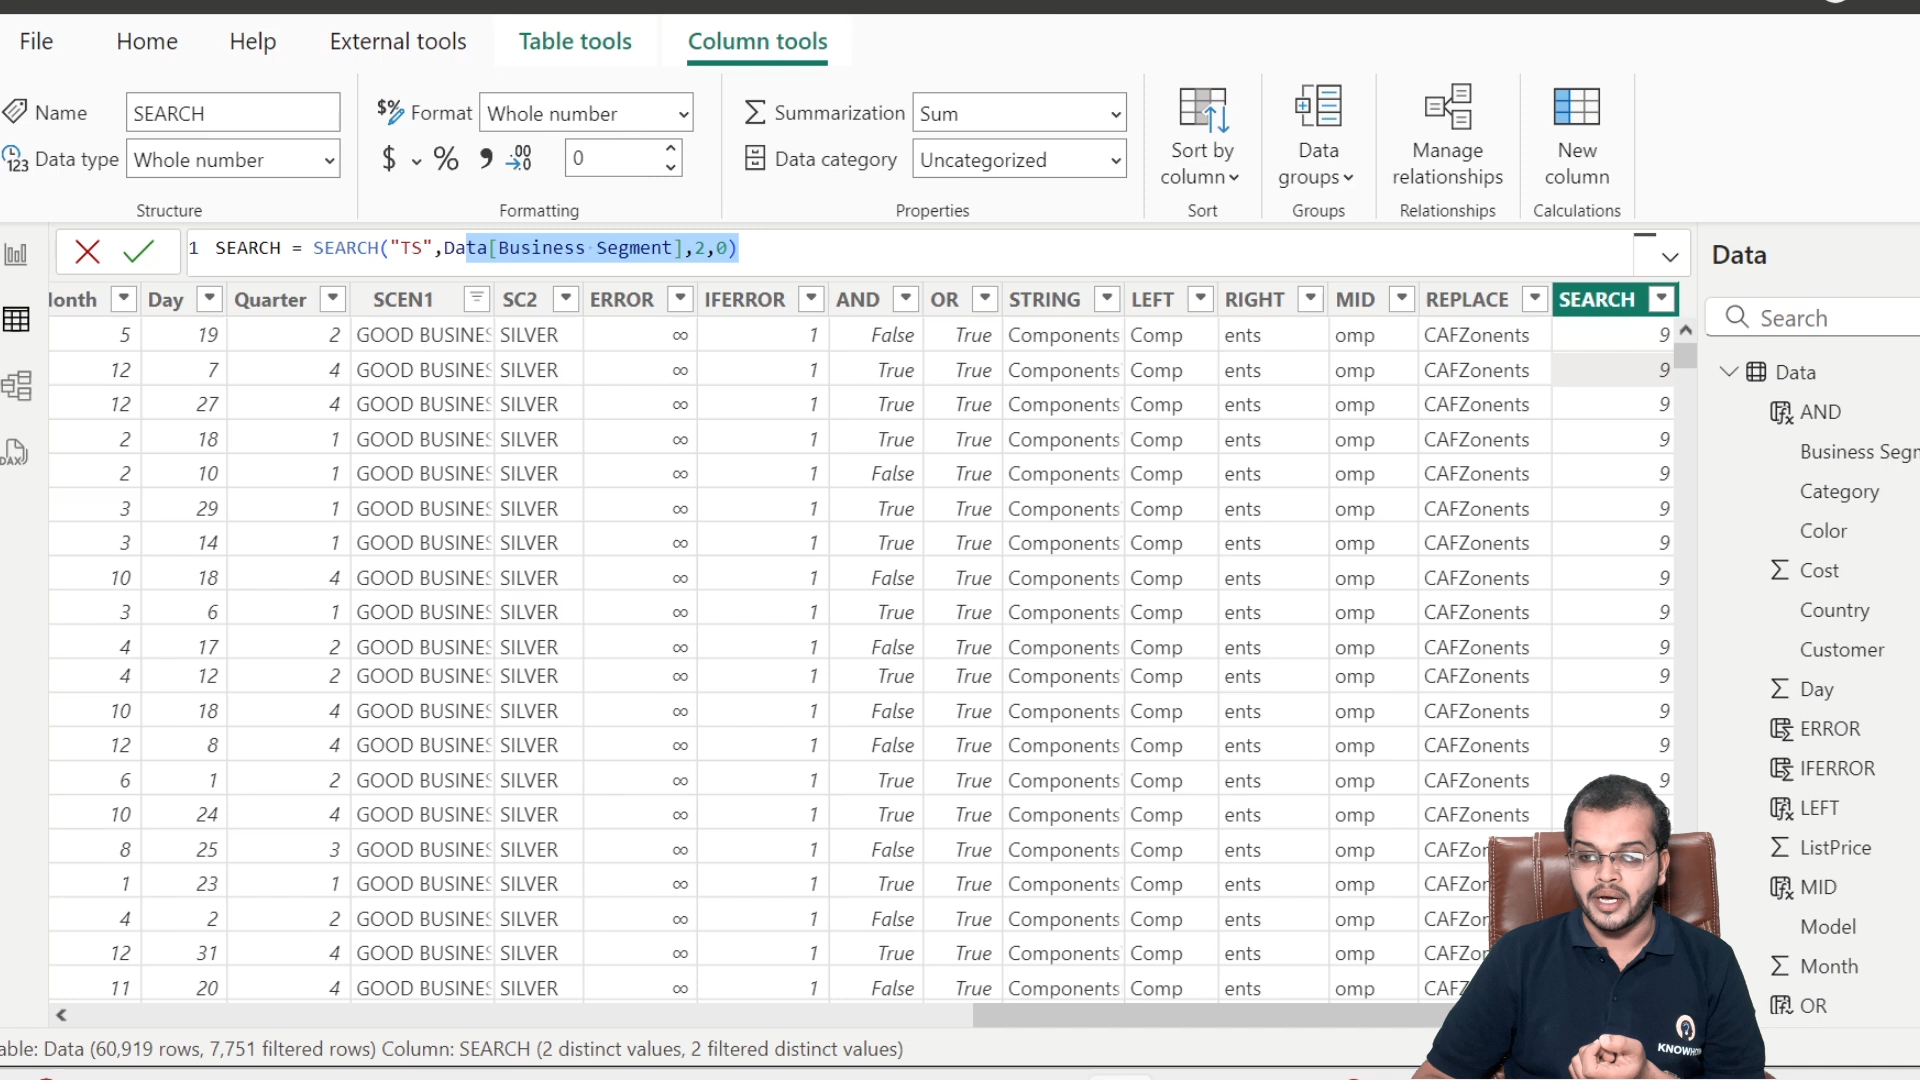 File Home Help External tools Table tools Column tools
Name SEARCH
Data type Whole number
Structure
Format Whole number
$ % 0
Formatting
Summarization Sum
Data category Uncategorized
Properties
Sort by column
Sort
Data groups
Groups
Manage relationships
Relationships
New column
Calculations
1 SEARCH = SEARCH("TS",Data[Business Segment],2,0)
onth Day Quarter SCEN1 SC2 ERROR IFERROR AND OR STRING LEFT RIGHT MID REPLACE SEARCH
5 19 2 GOOD BUSINES SILVER ∞ 1 False True Components Comp ents omp CAFZonents 9
12 7 4 GOOD BUSINES SILVER ∞ 1 True True Components Comp ents omp CAFZonents 9
12 27 4 GOOD BUSINES SILVER ∞ 1 True True Components Comp ents omp CAFZonents 9
2 18 1 GOOD BUSINES SILVER ∞ 1 True True Components Comp ents omp CAFZonents 9
2 10 1 GOOD BUSINES SILVER ∞ 1 False True Components Comp ents omp CAFZonents 9
3 29 1 GOOD BUSINES SILVER ∞ 1 True True Components Comp ents omp CAFZonents 9
3 14 1 GOOD BUSINES SILVER ∞ 1 True True Components Comp ents omp CAFZonents 9
10 18 4 GOOD BUSINES SILVER ∞ 1 False True Components Comp ents omp CAFZonents 9
3 6 1 GOOD BUSINES SILVER ∞ 1 True True Components Comp ents omp CAFZonents 9
4 17 2 GOOD BUSINES SILVER ∞ 1 False True Components Comp ents omp CAFZonents 9
4 12 2 GOOD BUSINES SILVER ∞ 1 True True Components Comp ents omp CAFZonents 9
10 18 4 GOOD BUSINES SILVER ∞ 1 False True Components Comp ents omp CAFZonents 9
12 8 4 GOOD BUSINES SILVER ∞ 1 False True Components Comp ents omp CAFZonents 9
6 1 2 GOOD BUSINES SILVER ∞ 1 True True Components Comp ents omp CAFZonents 9
10 24 4 GOOD BUSINES SILVER ∞ 1 True True Components Comp ents omp CAFZonents
8 25 3 GOOD BUSINES SILVER ∞ 1 False True Components Comp ents omp CAFZor
1 23 1 GOOD BUSINES SILVER ∞ 1 True True Components Comp ents omp CAFZor
4 2 2 GOOD BUSINES SILVER ∞ 1 False True Components Comp ents omp CAFZor
12 31 4 GOOD BUSINES SILVER ∞ 1 True True Components Comp ents omp CAFZor
11 20 4 GOOD BUSINES SILVER ∞ 1 False True Components Comp ents omp CAFZ
able: Data (60,919 rows, 7,751 filtered rows) Column: SEARCH (2 distinct values, 2 filtered distinct values)
Data
Search
Data
AND
Business Segm
Category
Color
Cost
Country
Customer
Day
ERROR
IFERROR
LEFT
ListPrice
MID
Model
Month
OR
DAX